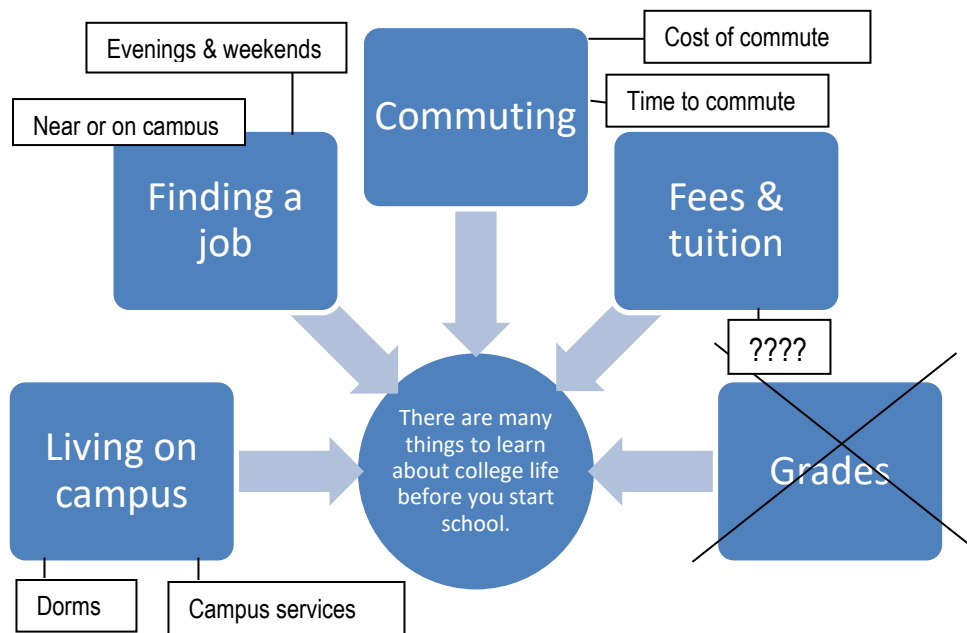 Evenings & weekends
Cost of commute
Commuting
Time to commute
Near or on campus
Finding a
job
Fees &
tuition
????
There are many
things to learn
about college life
before you start
school.
Living on
campus
Grades
Dorms
Campus services